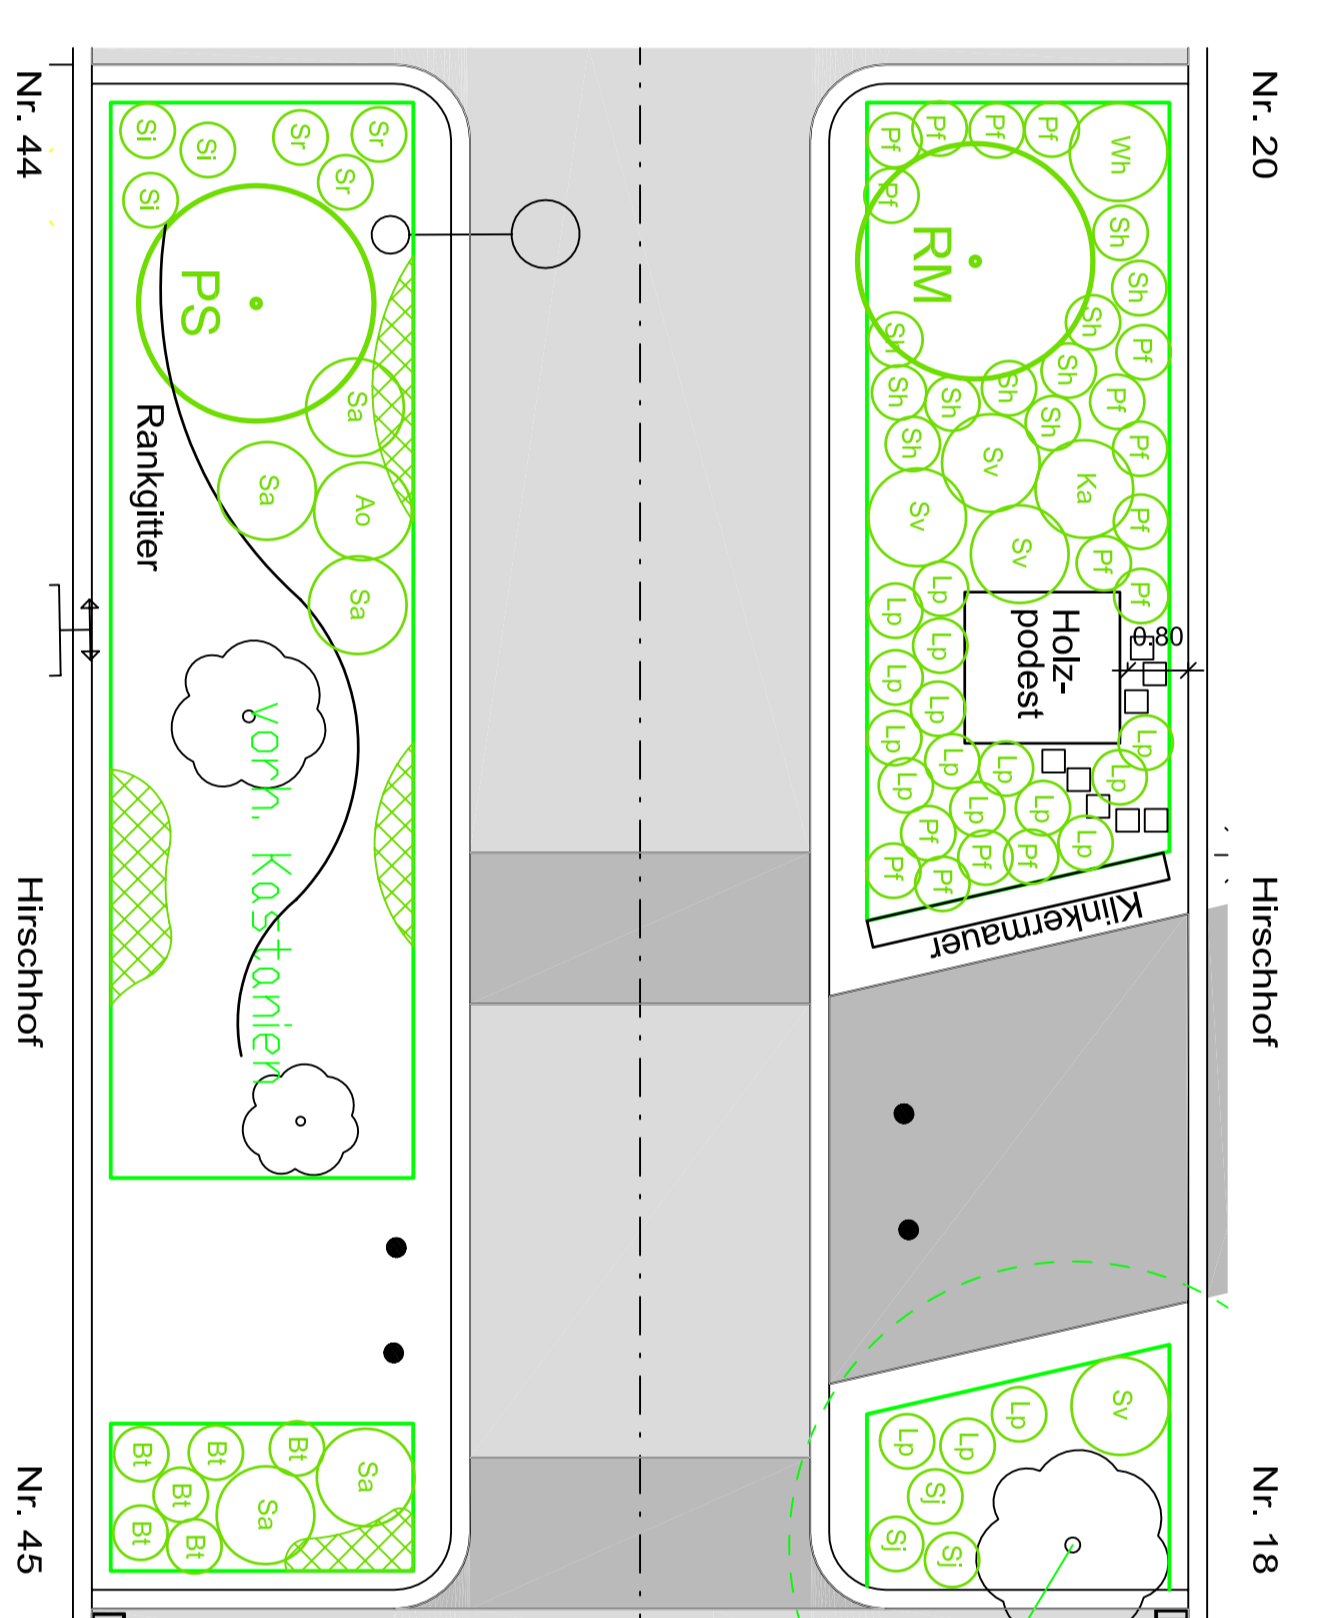 Nr. 44
Hirschhof
Nr. 45
Si
Si
Si
Sr
Sr
Sr
PS
Rankgitter
Sa
Sa
Ao
Sa
vorh. Kastanien
Bt
Bt
Bt
Bt
Bt
Bt
Sa
Sa
Nr. 20
Hirschhof
Nr. 18
Pf
Pf
Pf
Pf
Wh
Pf
RM
Sh
Sh
Sh
Sh
Pf
Sh
Sh
Sh
Sh
Pf
Sh
Sh
Sv
Pf
Ka
Sv
Pf
Sv
Pf
Pf
Lp
Lp
Holz-
podest
0.80
Lp
Lp
Lp
Lp
Lp
Lp
Lp
Lp
Lp
Lp
Lp
Pf
Lp
Pf
Pf
Pf
Pf
Klinkermauer
Sv
Lp
Lp
Lp
Sj
Sj
Sj